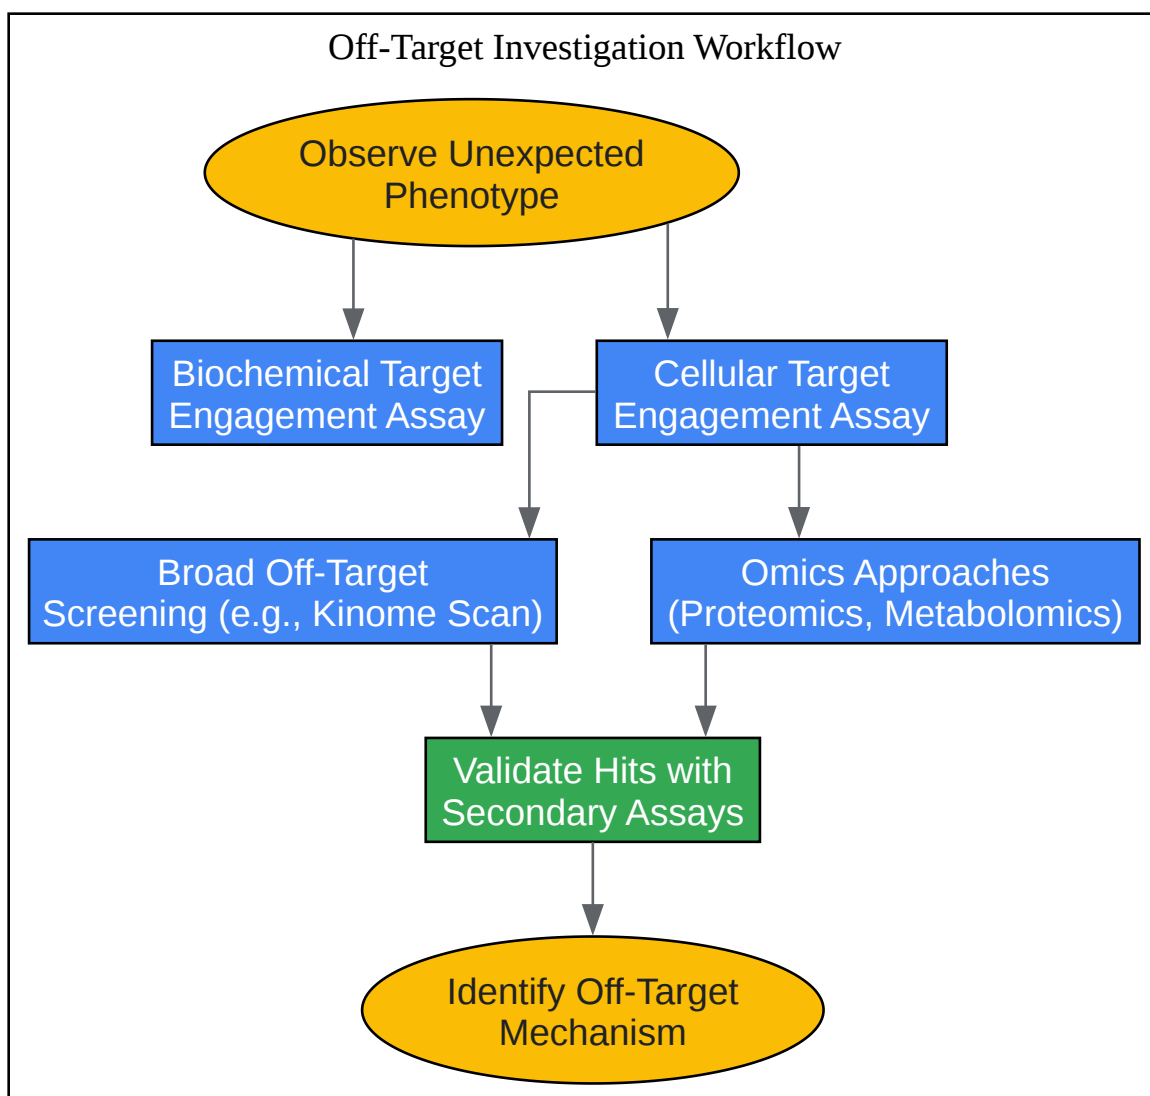 Off-Target Investigation Workflow
Observe Unexpected
Phenotype
Biochemical Target
Engagement Assay
Cellular Target
Engagement Assay
Broad Off-Target
Screening (e.g., Kinome Scan)
Omics Approaches
(Proteomics, Metabolomics)
Validate Hits with
Secondary Assays
Identify Off-Target
Mechanism